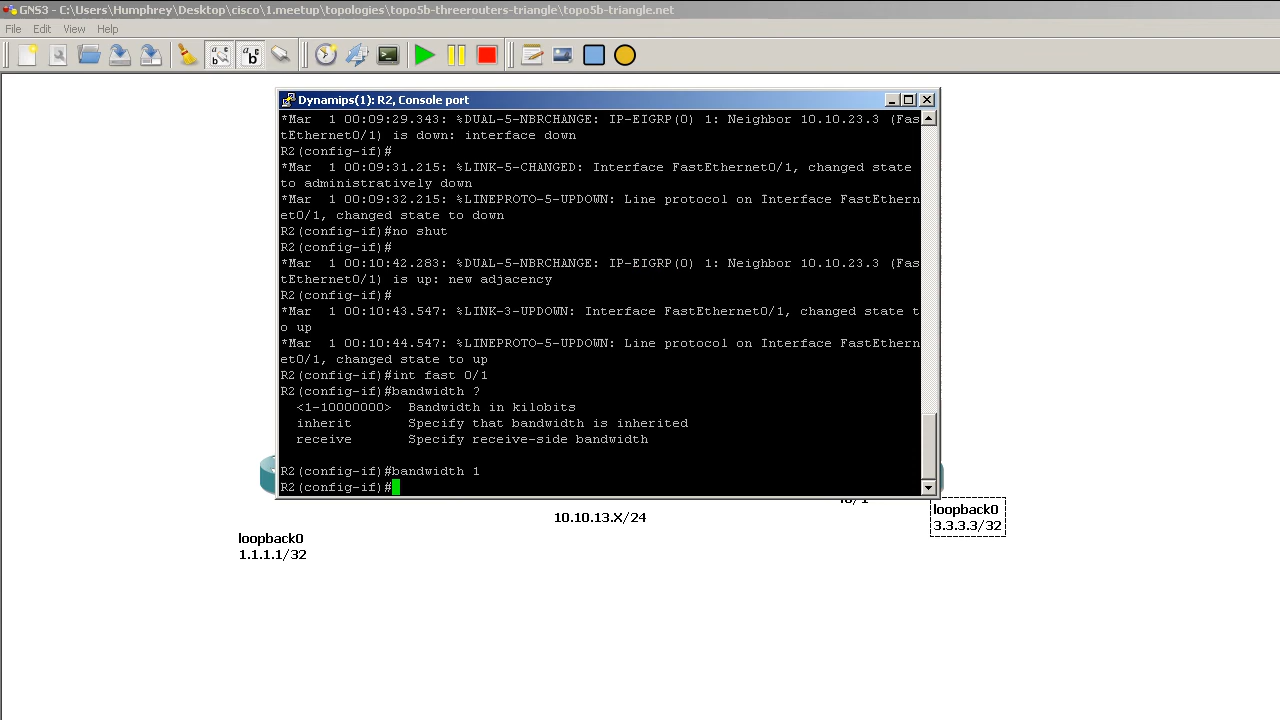 GNS3 - C:\Users\Humphrey\Desktop\cisco\1.meetup\topologies\topo5b-threerouters-triangle\topo5b-triangle.net
File Edit View Help
Dynamips(1): R2, Console port
*Mar  1 00:09:29.343: %DUAL-5-NBRCHANGE: IP-EIGRP(0) 1: Neighbor 10.10.23.3 (Fas
tEthernet0/1) is down: interface down
R2(config-if)#
*Mar  1 00:09:31.215: %LINK-5-CHANGED: Interface FastEthernet0/1, changed state
to administratively down
*Mar  1 00:09:32.215: %LINEPROTO-5-UPDOWN: Line protocol on Interface FastEthern
et0/1, changed state to down
R2(config-if)#no shut
R2(config-if)#
*Mar  1 00:10:42.283: %DUAL-5-NBRCHANGE: IP-EIGRP(0) 1: Neighbor 10.10.23.3 (Fas
tEthernet0/1) is up: new adjacency
R2(config-if)#
*Mar  1 00:10:43.547: %LINK-3-UPDOWN: Interface FastEthernet0/1, changed state t
o up
*Mar  1 00:10:44.547: %LINEPROTO-5-UPDOWN: Line protocol on Interface FastEthern
et0/1, changed state to up
R2(config-if)#int fast 0/1
R2(config-if)#bandwidth ?
<1-10000000>  Bandwidth in kilobits
inherit       Specify that bandwidth is inherited
receive       Specify receive-side bandwidth
R2(config-if)#bandwidth 1
R2(config-if)#
10.10.13.X/24
loopback0
3.3.3.3/32
loopback0
1.1.1.1/32